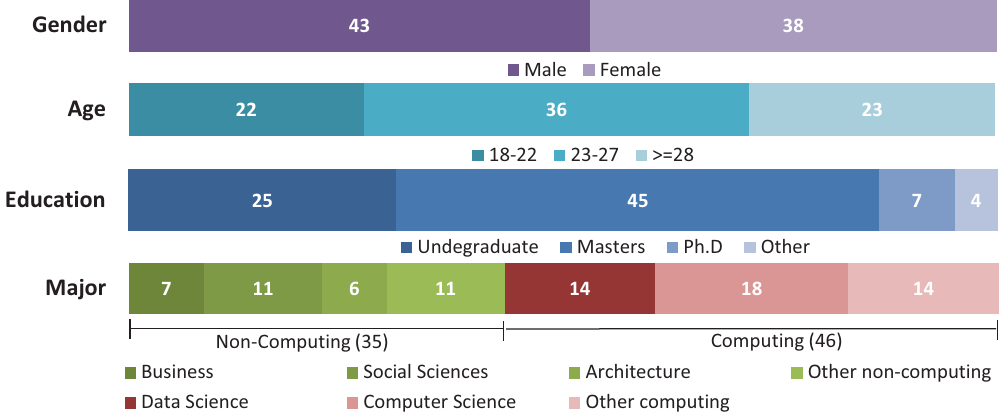 Gender 43 38
Male Female
Age 22 36 23
18-22 23-27 >=28
Education 25 45 7 4
Undegraduate Masters Ph.D Other
Major 7 11 6 11 14 18 14
Non-Computing (35) Computing (46)
Business Social Sciences Architecture Other non-computing
Data Science Computer Science Other computing